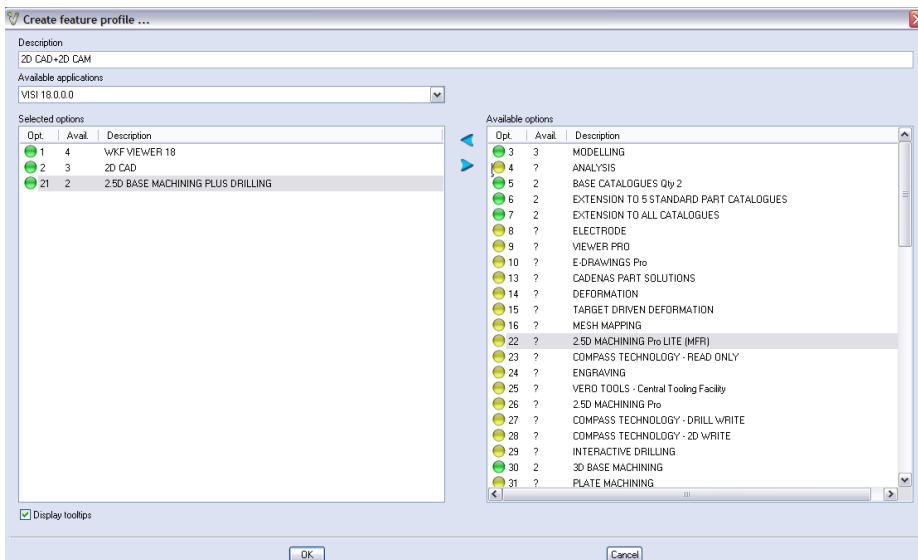 Create feature profile ...
Description
2D CAD+2D CAM
Available applications
VISI 18.0.0.0
Selected options
Opt. Avail. Description
1 4 WKF VIEWER 18
2 3 2D CAD
21 2 2.5D BASE MACHINING PLUS DRILLING
Available options
Opt. Avail. Description
3 3 MODELLING
4 ? ANALYSIS
5 2 BASE CATALOGUES Qty 2
6 2 EXTENSION TO 5 STANDARD PART CATALOGUES
7 2 EXTENSION TO ALL CATALOGUES
8 ? ELECTRODE
9 ? VIEWER PRO
10 ? E-DRAWINGS Pro
13 ? CADENAS PART SOLUTIONS
14 ? DEFORMATION
15 ? TARGET DRIVEN DEFORMATION
16 ? MESH MAPPING
22 ? 2.5D MACHINING Pro LITE (MFR)
23 ? COMPASS TECHNOLOGY - READ ONLY
24 ? ENGRAVING
25 ? VERO TOOLS - Central Tooling Facility
26 ? 2.5D MACHINING Pro
27 ? COMPASS TECHNOLOGY - DRILL WRITE
28 ? COMPASS TECHNOLOGY - 2D WRITE
29 ? INTERACTIVE DRILLING
30 2 3D BASE MACHINING
31 ? PLATE MACHINING
Display tooltips
OK Cancel